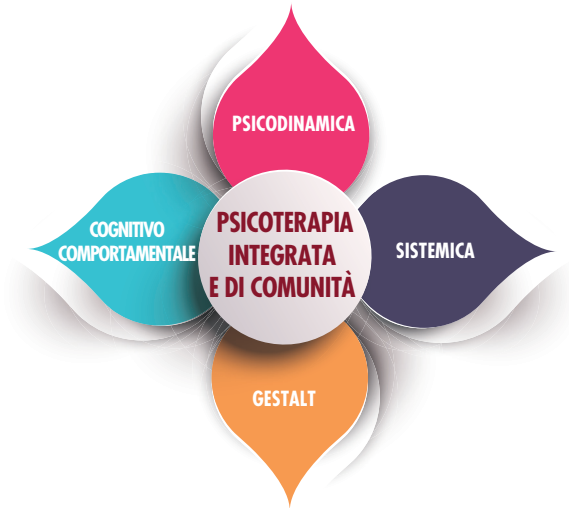 PSICODINAMICA
COGNITIVO
COMPORTAMENTALE
PSICOTERAPIA
INTEGRATA
E DI COMUNITÀ
SISTEMICA
GESTALT